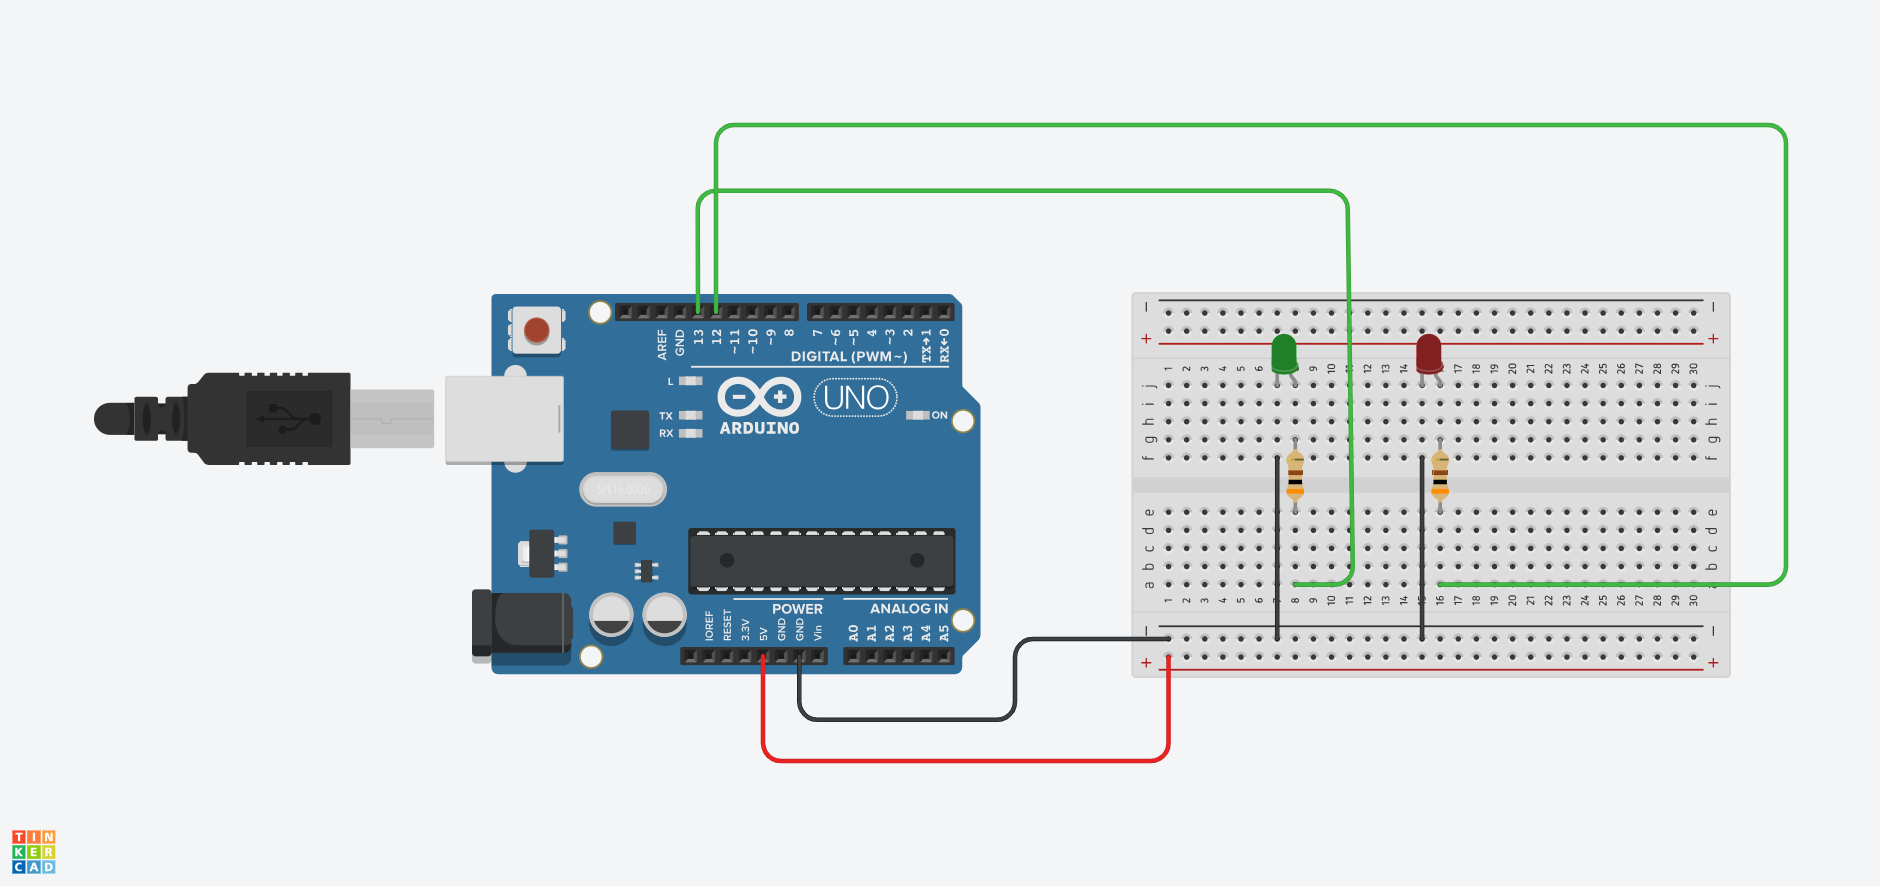 AREF
GND
13
12
~11
~10
~9
8
7
~6
~5
4
~3
2
TX→1
RX←0
DIGITAL (PWM~)
L
TX
RX
ARDUINO
UNO
ON
SPK16.000G
POWER
ANALOG IN
IOREF
RESET
3.3V
5V
GND
GND
Vin
A0
A1
A2
A3
A4
A5
1 2 3 4 5 6 7 9 10 11 12 13 14 16 17 18 19 20 21 22 23 24 25 26 27 28 29 30
j j
i i
h h
g g
f f
e e
d d
c c
b b
a a
1 2 3 4 5 6 7 8 9 10 11 12 13 14 15 16 17 18 19 20 21 22 23 24 25 26 27 28 29 30
TIN
KER
CAD